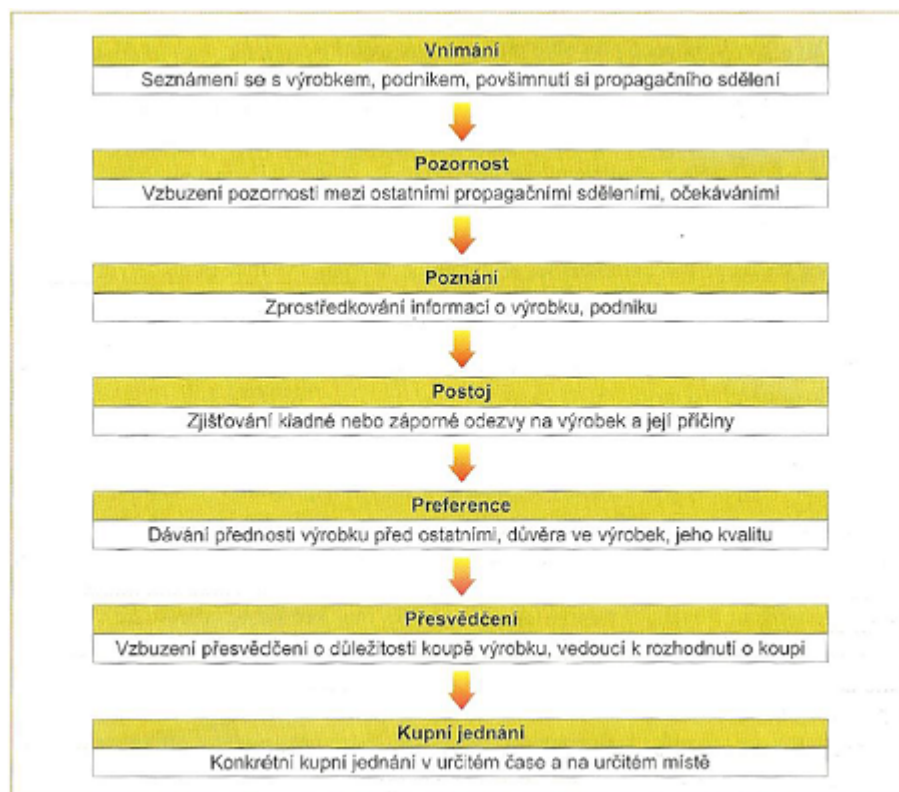 Vnímání
Seznámení se s výrobkem, podnikem, povšimnutí si propagačního sdělení
Pozornost
Vzbuzení pozornosti mezi ostatními propagačními sděleními, očekáváními
Poznání
Zprostředkování informací o výrobku, podniku
Postoj
Zjišťování kladné nebo záporné odezvy na výrobek a její příčiny
Preference
Dávání přednosti výrobku před ostatními, důvěra ve výrobek, jeho kvalitu
Přesvědčení
Vzbuzení přesvědčení o důležitosti koupě výrobku, vedoucí k rozhodnutí o koupi
Kupní jednání
Konkrétní kupní jednání v určitém čase a na určitém místě